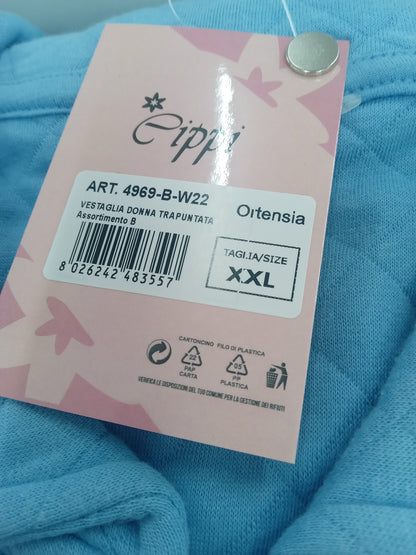 Cippi
ART. 4969-B-W22
VESTAGLIA DONNA TRAPUNTATA
Assortimento B
Ortensia
8 026242 483557
TAGLIA/SIZE
XXL
CARTONCINO FILO DI PLASTICA
22
PAP
CARTA
05
PP
PLASTICA
VERIFICA LE DISPOSIZIONI DEL TUO COMUNE PER LA GESTIONE DEI RIFIUTI